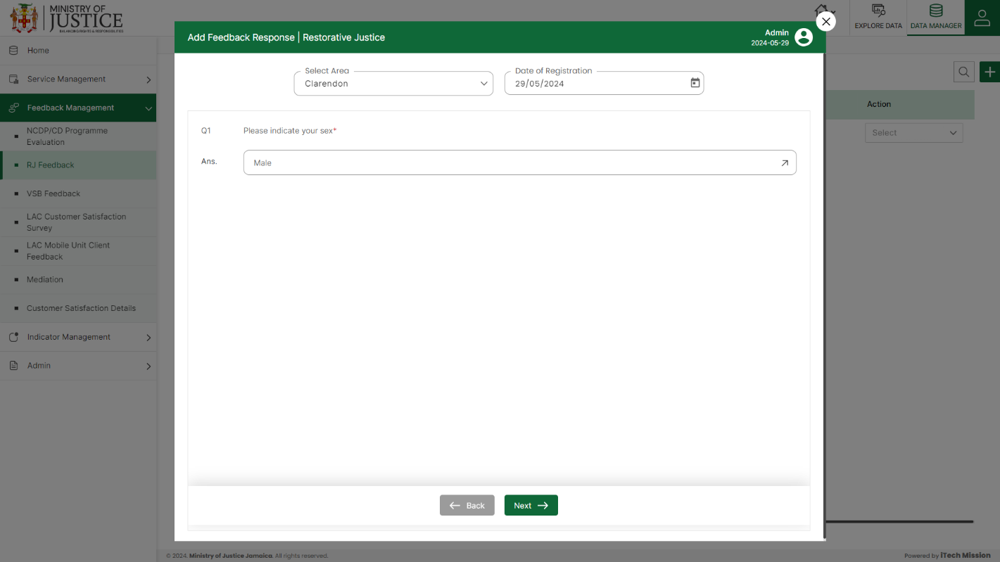 MINISTRY OF
JUSTICE
BALANCING RIGHTS & RESPONSIBILITIES
EXPLORE DATA
DATA MANAGER
Home
Service Management
Feedback Management
NCDP/CD Programme
Evaluation
RJ Feedback
VSB Feedback
LAC Customer Satisfaction
Survey
LAC Mobile Unit Client
Feedback
Mediation
Customer Satisfaction Details
Indicator Management
Admin
Add Feedback Response | Restorative Justice
Admin
2024-05-29
Select Area
Clarendon
Date of Registration
29/05/2024
Q1 Please indicate your sex*
Ans. Male
Back
Next
Action
Select
© 2024. Ministry of Justice Jamaica. All rights reserved.
Powered by iTech Mission